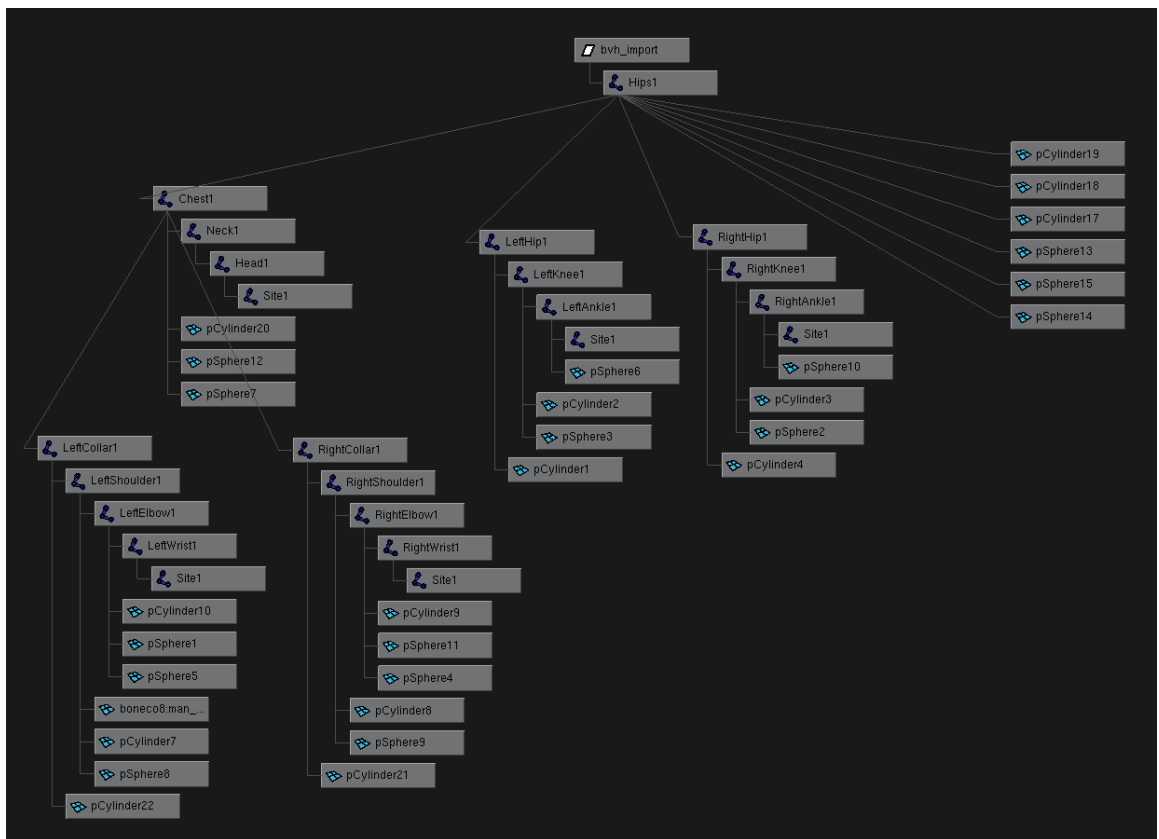 bvh_import
Hips1
pCylinder19
pCylinder18
pCylinder17
pSphere13
pSphere15
pSphere14
Chest1
Neck1
Head1
Site1
pCylinder20
pSphere12
pSphere7
LeftHip1
LeftKnee1
LeftAnkle1
Site1
pSphere6
pCylinder2
pSphere3
pCylinder1
RightHip1
RightKnee1
RightAnkle1
Site1
pSphere10
pCylinder3
pSphere2
pCylinder4
LeftCollar1
LeftShoulder1
LeftElbow1
LeftWrist1
Site1
pCylinder10
pSphere1
pSphere5
boneco8:man_...
pCylinder7
pSphere8
pCylinder22
RightCollar1
RightShoulder1
RightElbow1
RightWrist1
Site1
pCylinder9
pSphere11
pSphere4
pCylinder8
pSphere9
pCylinder21